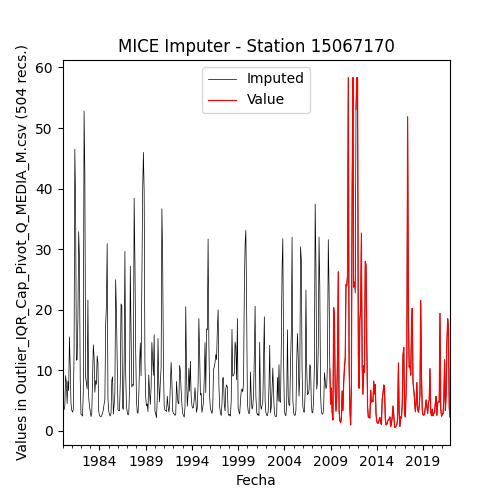 MICE Imputer - Station 15067170
Values in Outlier_IQR_Cap_Pivot_Q_MEDIA_M.csv (504 recs.)
60
50
40
30
20
10
0
Imputed
Value
1984 1989 1994 1999 2004 2009 2014 2019
Fecha